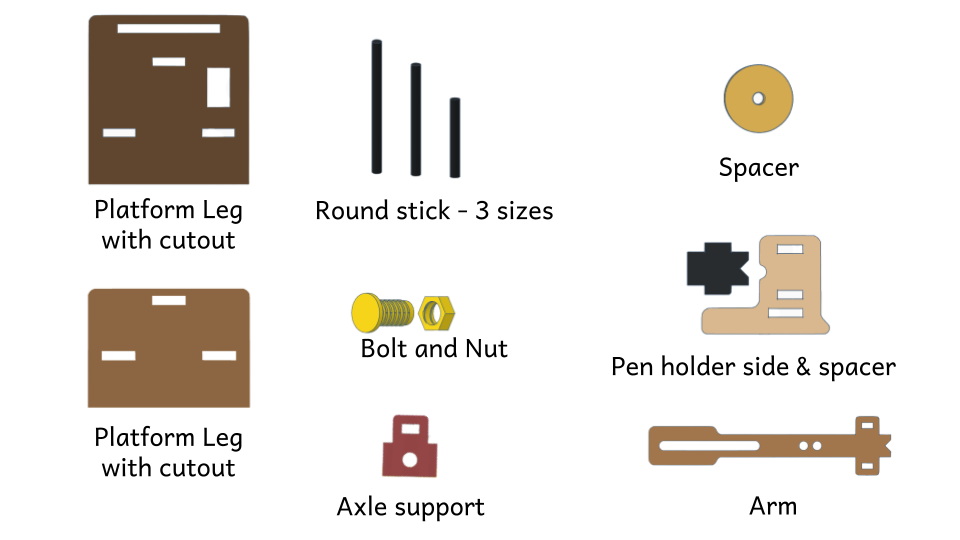 Platform Leg
with cutout
Round stick - 3 sizes
Spacer
Bolt and Nut
Pen holder side & spacer
Platform Leg
with cutout
Axle support
Arm